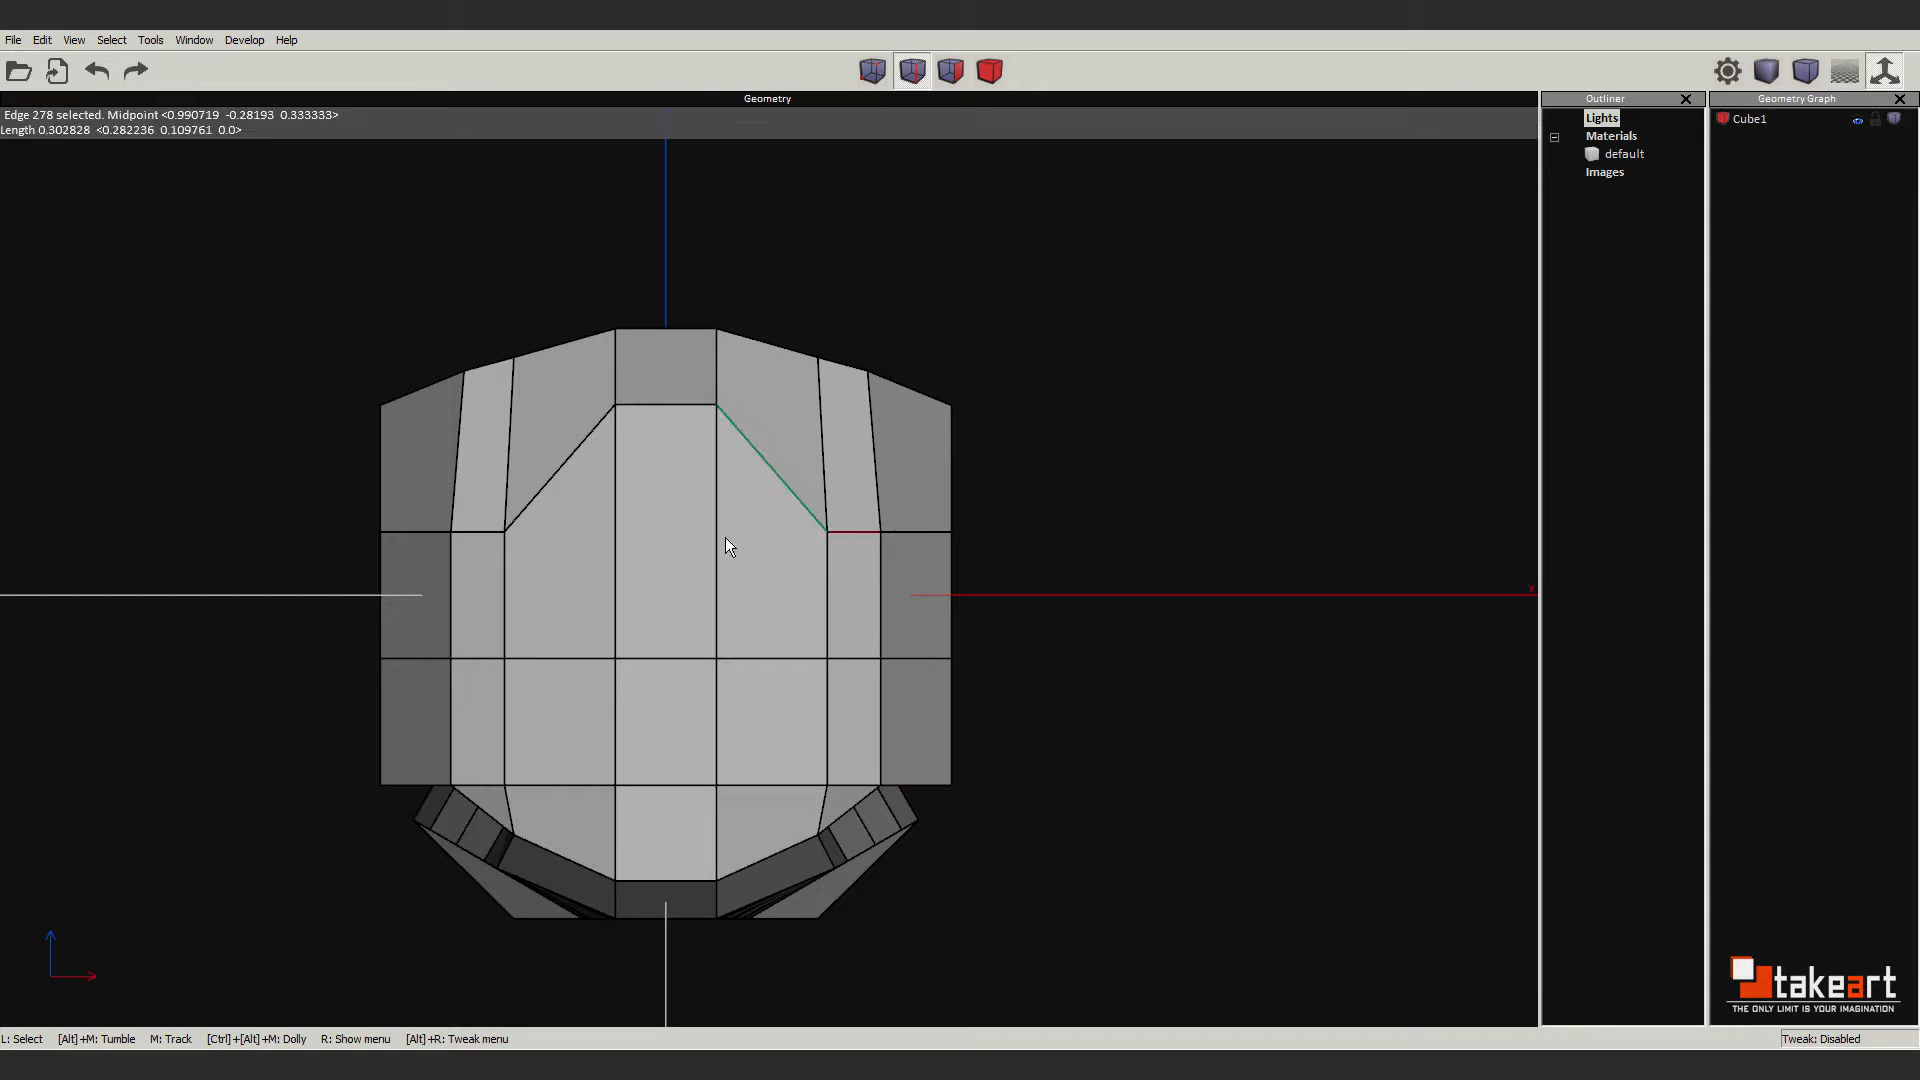 File Edit View Select Tools Window Develop Help
Geometry
Outliner
Geometry Graph
Edge 278 selected. Midpoint <0.990719 -0.28193 0.333333>
Length 0.302828 <0.282236 0.109761 0.0>
Lights
Materials
default
Images
Cube1
x
takeart
THE ONLY LIMIT IS YOUR IMAGINATION
L: Select [Alt]+M: Tumble M: Track [Ctrl]+[Alt]+M: Dolly R: Show menu [Alt]+R: Tweak menu
Tweak: Disabled